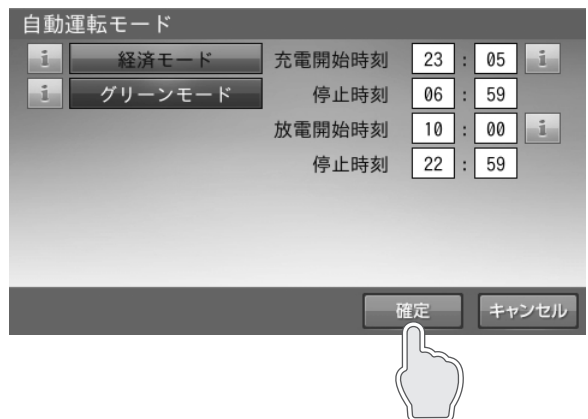 自動運転モード
i 経済モード 充電開始時刻 23 : 05 i
i グリーンモード 停止時刻 06 : 59
放電開始時刻 10 : 00 i
停止時刻 22 : 59
確定 キャンセル